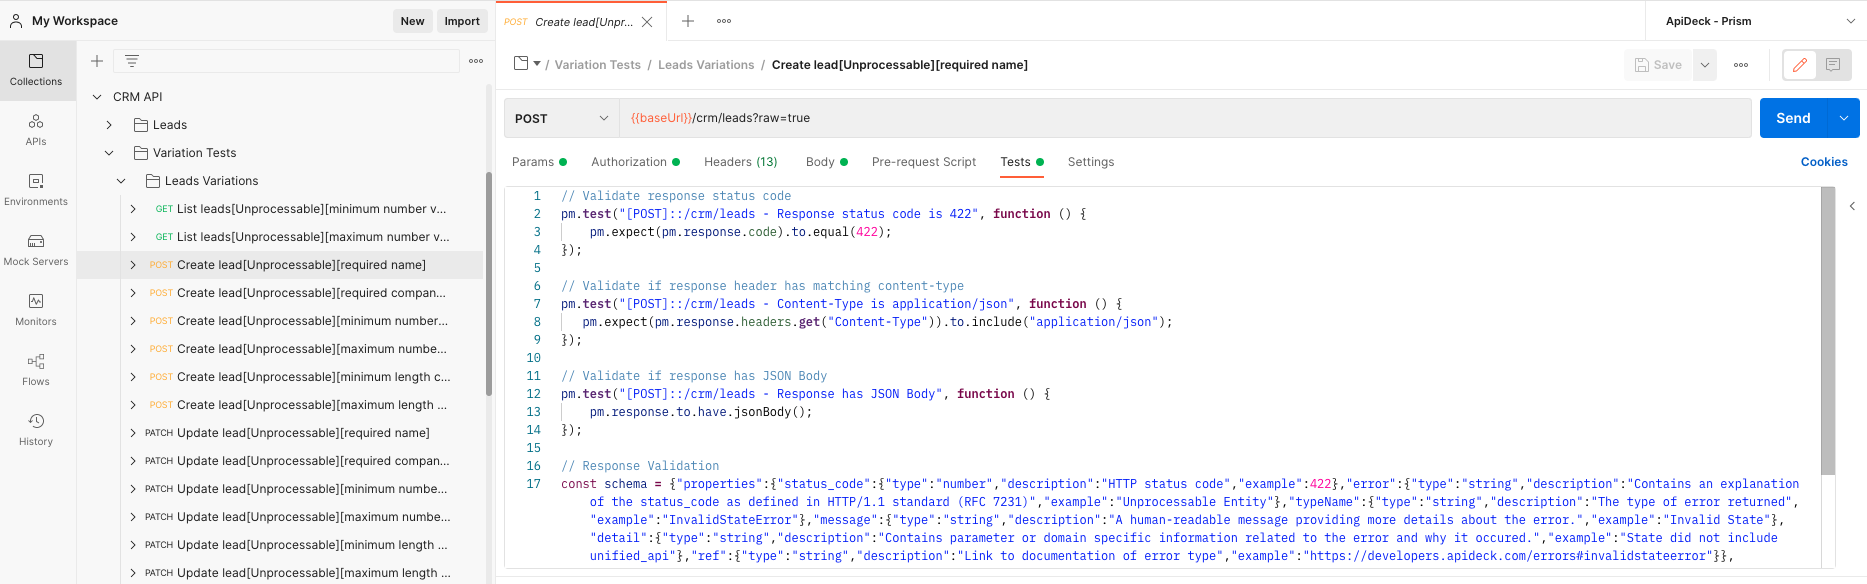 My Workspace
New
Import
POST Create lead[Unpr...
ApiDeck - Prism
Collections
APIs
Environments
Mock Servers
Monitors
Flows
History
CRM API
Leads
Variation Tests
Leads Variations
GET List leads[Unprocessable][minimum number v...
GET List leads[Unprocessable][maximum number v...
POST Create lead[Unprocessable][required name]
POST Create lead[Unprocessable][required compan...
POST Create lead[Unprocessable][minimum number...
POST Create lead[Unprocessable][maximum numbe...
POST Create lead[Unprocessable][minimum length c...
POST Create lead[Unprocessable][maximum length ...
PATCH Update lead[Unprocessable][required name]
PATCH Update lead[Unprocessable][required compan...
PATCH Update lead[Unprocessable][minimum number...
PATCH Update lead[Unprocessable][maximum numbe...
PATCH Update lead[Unprocessable][minimum length ...
PATCH Update lead[Unprocessable][maximum length ...
/ Variation Tests / Leads Variations / Create lead[Unprocessable][required name]
Save
POST
{{baseUrl}}/crm/leads?raw=true
Send
Params Authorization Headers (13) Body Pre-request Script Tests Settings
Cookies
1 // Validate response status code
2 pm.test("[POST]::/crm/leads - Response status code is 422", function () {
3 pm.expect(pm.response.code).to.equal(422);
4 });
5
6 // Validate if response header has matching content-type
7 pm.test("[POST]::/crm/leads - Content-Type is application/json", function () {
8 pm.expect(pm.response.headers.get("Content-Type")).to.include("application/json");
9 });
10
11 // Validate if response has JSON Body
12 pm.test("[POST]::/crm/leads - Response has JSON Body", function () {
13 pm.response.to.have.jsonBody();
14 });
15
16 // Response Validation
17 const schema = {"properties":{"status_code":{"type":"number","description":"HTTP status code","example":422},"error":{"type":"string","description":"Contains an explanation
of the status_code as defined in HTTP/1.1 standard (RFC 7231)","example":"Unprocessable Entity"},"typeName":{"type":"string","description":"The type of error returned",
"example":"InvalidStateError"},"message":{"type":"string","description":"A human-readable message providing more details about the error.","example":"Invalid State"},
"detail":{"type":"string","description":"Contains parameter or domain specific information related to the error and why it occured.","example":"State did not include
unified_api"},"ref":{"type":"string","description":"Link to documentation of error type","example":"https://developers.apideck.com/errors#invalidstateerror"}},